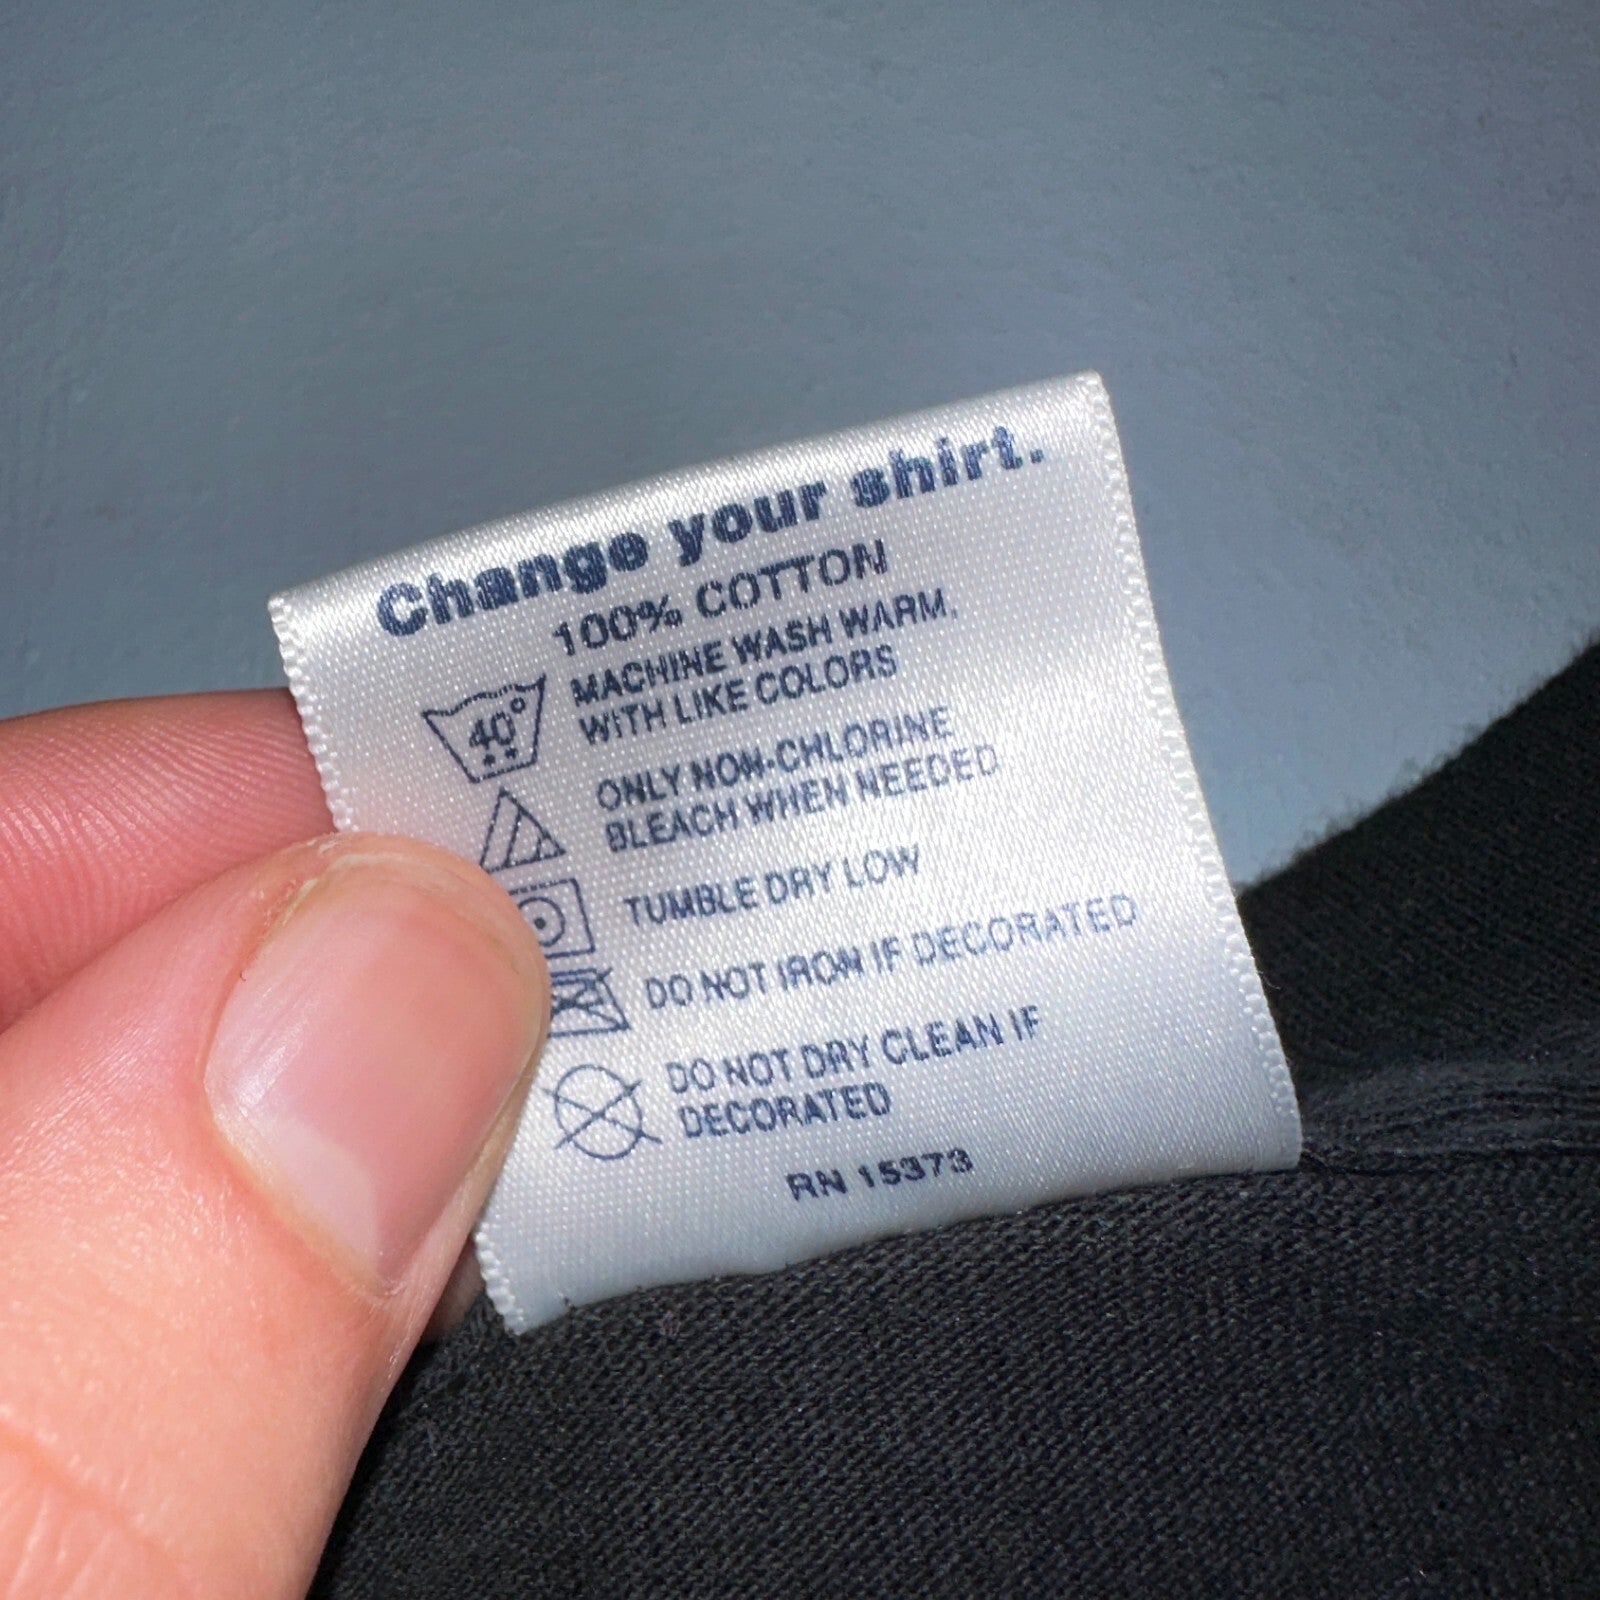 Change your shirt.
100% COTTON
40°
MACHINE WASH WARM,
WITH LIKE COLORS
ONLY NON-CHLORINE
BLEACH WHEN NEEDED
TUMBLE DRY LOW
DO NOT IRON IF DECORATED
DO NOT DRY CLEAN IF
DECORATED
RN 15373